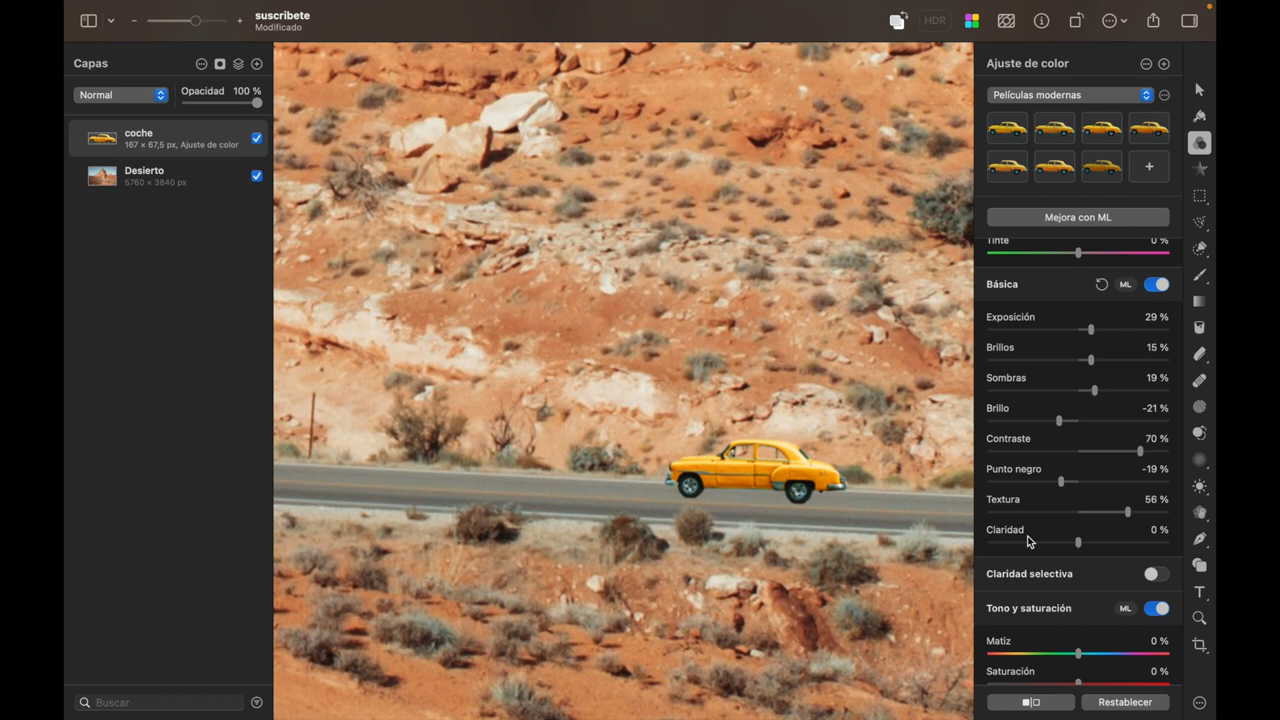 suscribete
Modificado
HDR
Capas
Normal
Opacidad 100 %
coche
167 × 67,5 px, Ajuste de color
Desierto
5760 × 3840 px
Buscar
Ajuste de color
Películas modernas
Mejora con ML
Tinte 0 %
Básica ML
Exposición 29 %
Brillos 15 %
Sombras 19 %
Brillo -21 %
Contraste 70 %
Punto negro -19 %
Textura 56 %
Claridad 0 %
Claridad selectiva
Tono y saturación ML
Matiz 0 %
Saturación 0 %
Restablecer